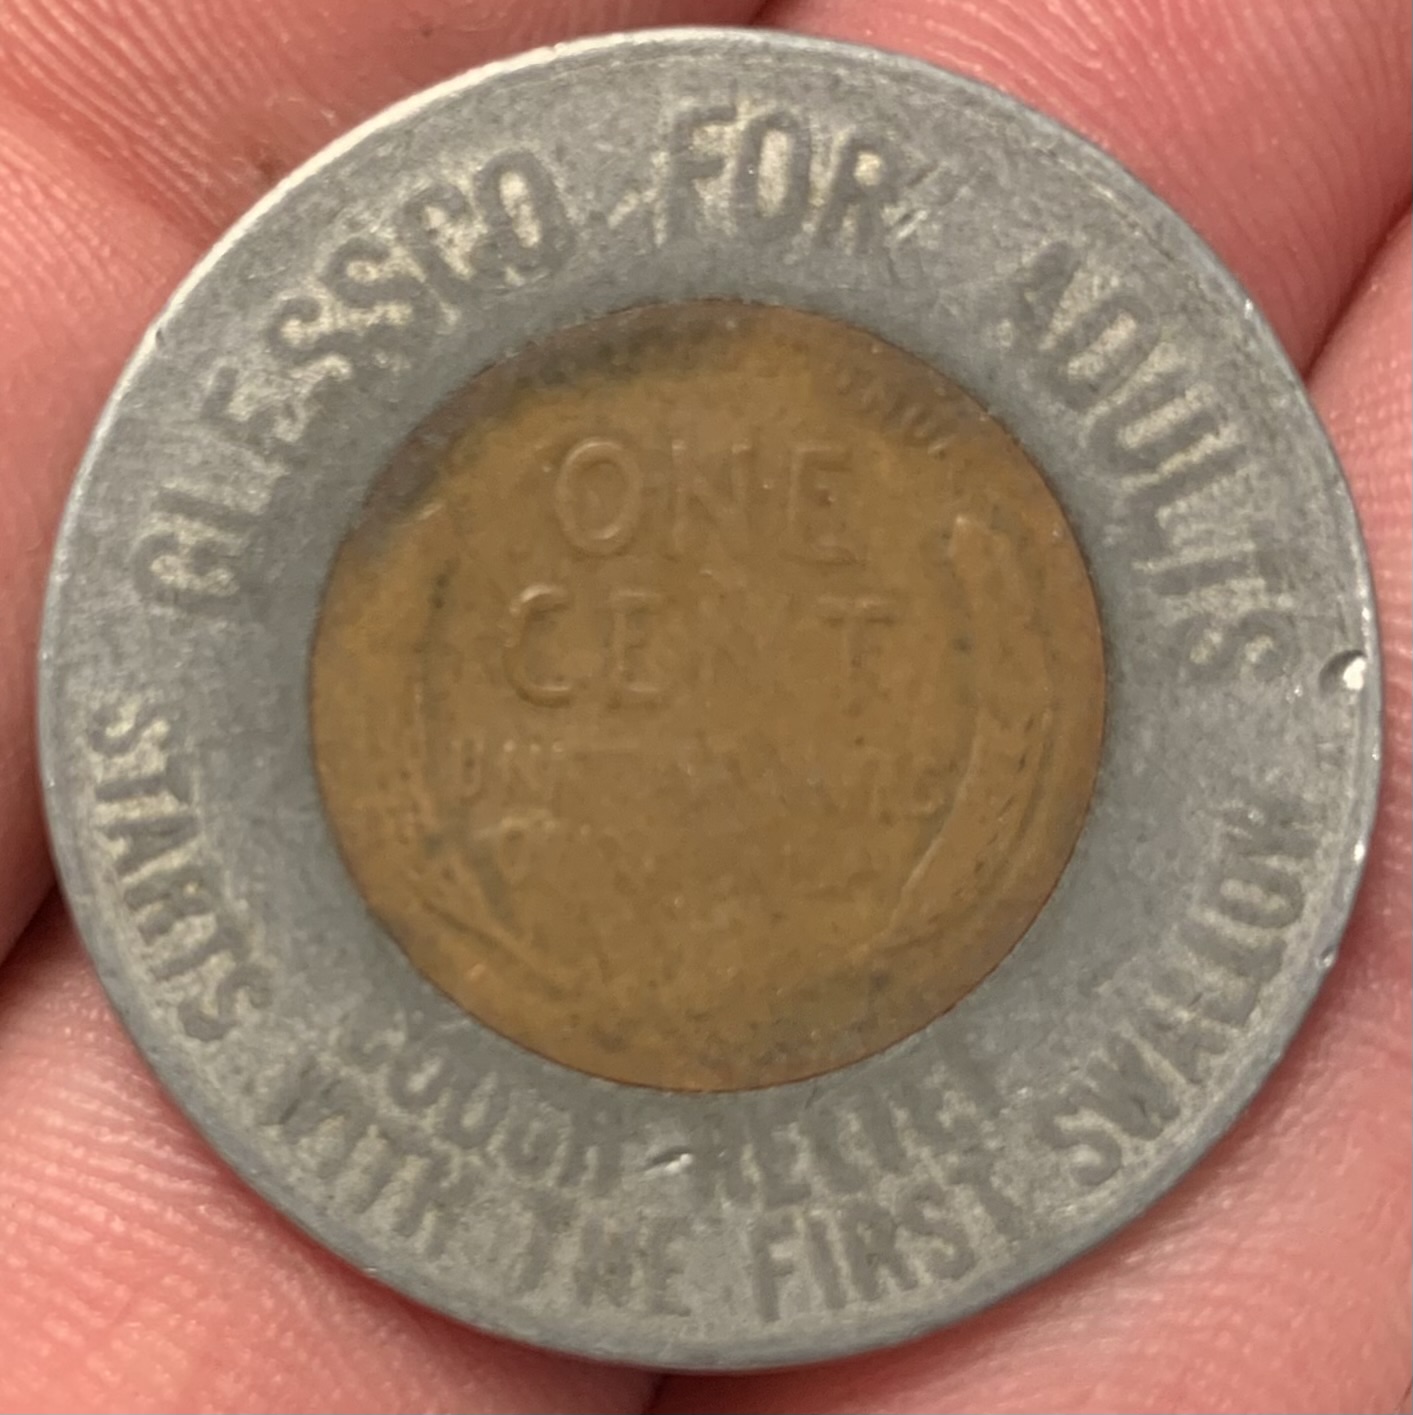 GLESSCO FOR ADULTS
COUGH RELIEF
STARTS WITH THE FIRST SWALLOW
ONE
CENT